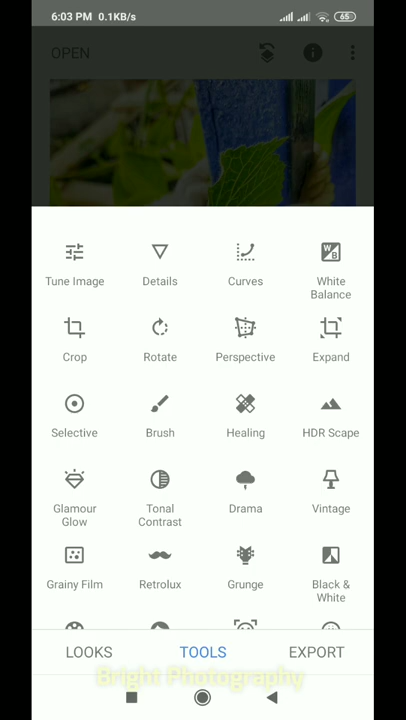 6:03 PM 0.1KB/s 65
OPEN
Tune Image Details Curves White Balance
Crop Rotate Perspective Expand
Selective Brush Healing HDR Scape
Glamour Glow Tonal Contrast Drama Vintage
Grainy Film Retrolux Grunge Black & White
LOOKS TOOLS EXPORT
Bright Photography